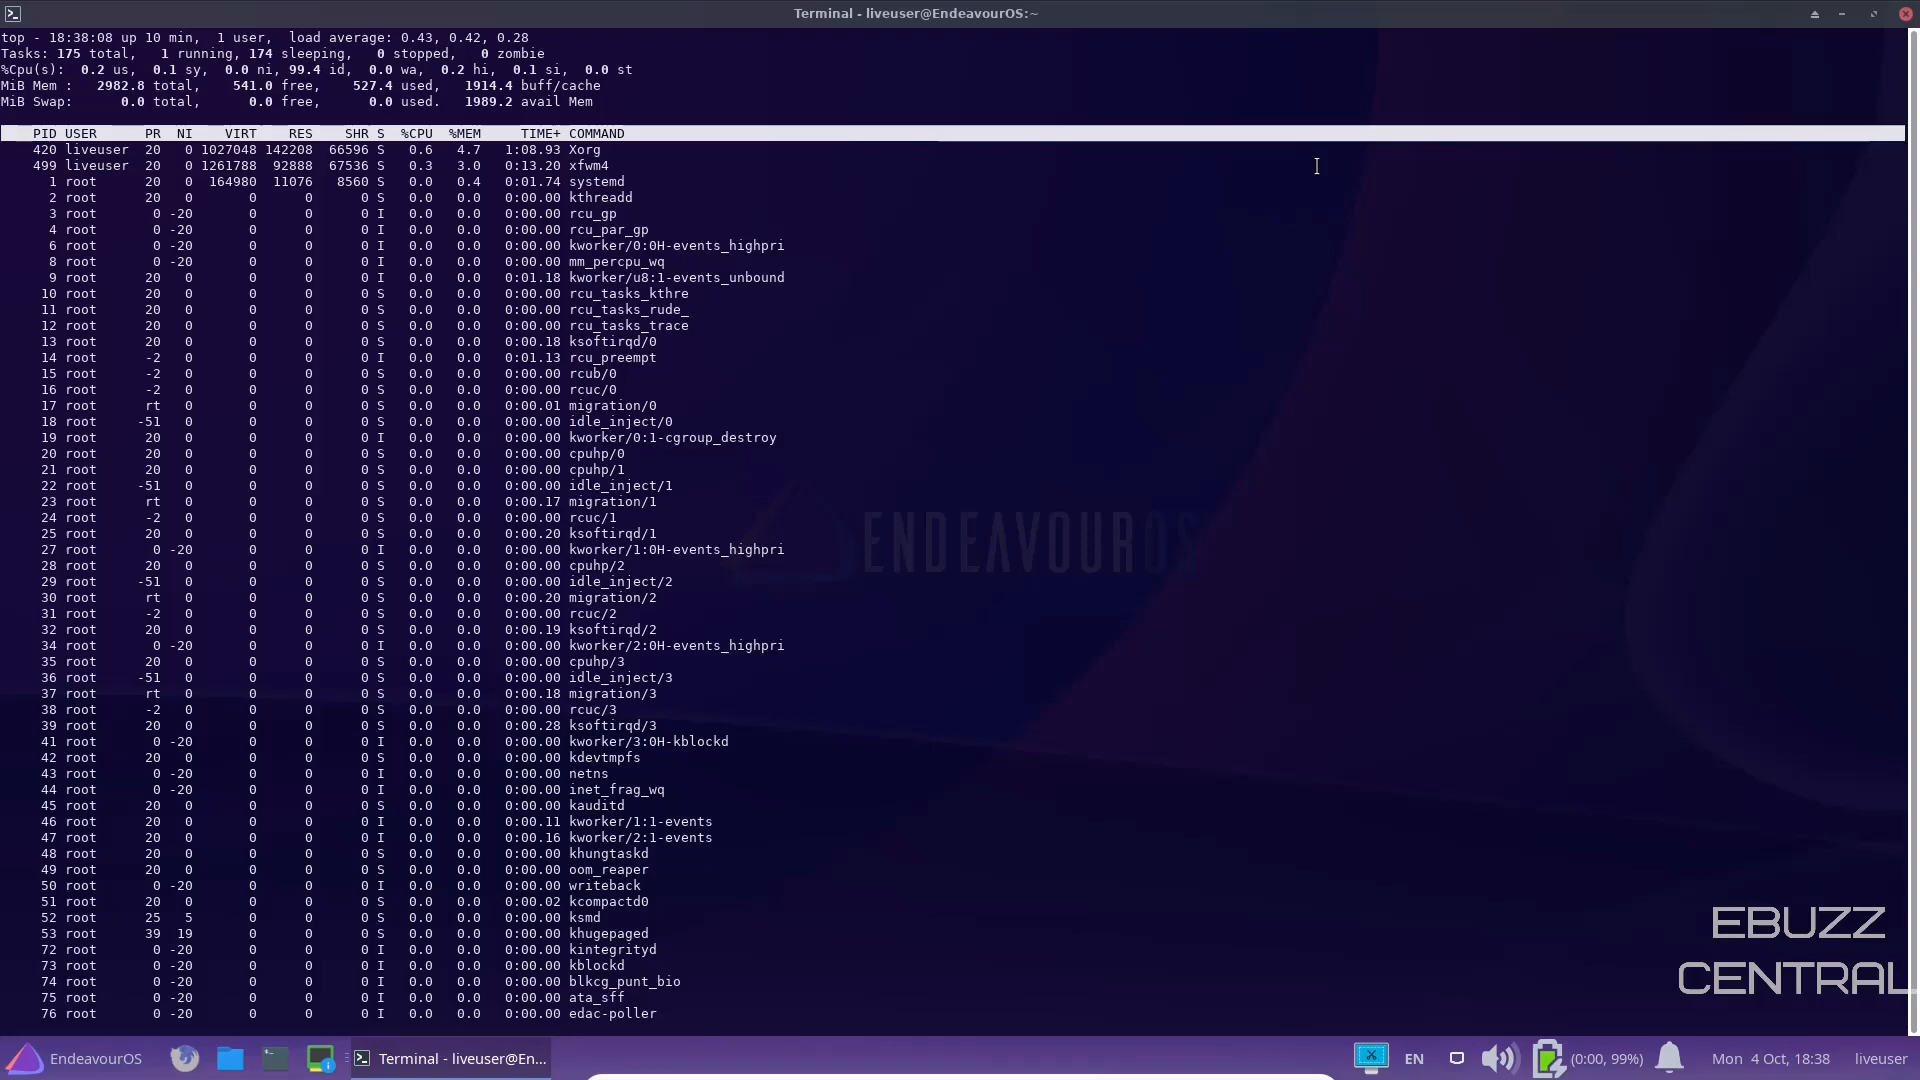 Terminal - liveuser@EndeavourOS:~
top - 18:38:08 up 10 min,  1 user,  load average: 0.43, 0.42, 0.28
Tasks: 175 total,   1 running, 174 sleeping,   0 stopped,   0 zombie
%Cpu(s):  0.2 us,  0.1 sy,  0.0 ni, 99.4 id,  0.0 wa,  0.2 hi,  0.1 si,  0.0 st
MiB Mem :   2982.8 total,    541.0 free,    527.4 used,   1914.4 buff/cache
MiB Swap:      0.0 total,      0.0 free,      0.0 used.   1989.2 avail Mem
PID USER PR NI VIRT RES SHR S %CPU %MEM TIME+ COMMAND
420 liveuser 20 0 1027048 142208 66596 S 0.6 4.7 1:08.93 Xorg
499 liveuser 20 0 1261788 92888 67536 S 0.3 3.0 0:13.20 xfwm4
1 root 20 0 164980 11076 8560 S 0.0 0.4 0:01.74 systemd
2 root 20 0 0 0 0 S 0.0 0.0 0:00.00 kthreadd
3 root 0 -20 0 0 0 I 0.0 0.0 0:00.00 rcu_gp
4 root 0 -20 0 0 0 I 0.0 0.0 0:00.00 rcu_par_gp
6 root 0 -20 0 0 0 I 0.0 0.0 0:00.00 kworker/0:0H-events_highpri
8 root 0 -20 0 0 0 I 0.0 0.0 0:00.00 mm_percpu_wq
9 root 20 0 0 0 0 I 0.0 0.0 0:01.18 kworker/u8:1-events_unbound
10 root 20 0 0 0 0 S 0.0 0.0 0:00.00 rcu_tasks_kthre
11 root 20 0 0 0 0 S 0.0 0.0 0:00.00 rcu_tasks_rude_
12 root 20 0 0 0 0 S 0.0 0.0 0:00.00 rcu_tasks_trace
13 root 20 0 0 0 0 S 0.0 0.0 0:00.18 ksoftirqd/0
14 root -2 0 0 0 0 I 0.0 0.0 0:01.13 rcu_preempt
15 root -2 0 0 0 0 S 0.0 0.0 0:00.00 rcub/0
16 root -2 0 0 0 0 S 0.0 0.0 0:00.00 rcuc/0
17 root rt 0 0 0 0 S 0.0 0.0 0:00.01 migration/0
18 root -51 0 0 0 0 S 0.0 0.0 0:00.00 idle_inject/0
19 root 20 0 0 0 0 I 0.0 0.0 0:00.00 kworker/0:1-cgroup_destroy
20 root 20 0 0 0 0 S 0.0 0.0 0:00.00 cpuhp/0
21 root 20 0 0 0 0 S 0.0 0.0 0:00.00 cpuhp/1
22 root -51 0 0 0 0 S 0.0 0.0 0:00.00 idle_inject/1
23 root rt 0 0 0 0 S 0.0 0.0 0:00.17 migration/1
24 root -2 0 0 0 0 S 0.0 0.0 0:00.00 rcuc/1
25 root 20 0 0 0 0 S 0.0 0.0 0:00.20 ksoftirqd/1
27 root 0 -20 0 0 0 I 0.0 0.0 0:00.00 kworker/1:0H-events_highpri
28 root 20 0 0 0 0 S 0.0 0.0 0:00.00 cpuhp/2
29 root -51 0 0 0 0 S 0.0 0.0 0:00.00 idle_inject/2
30 root rt 0 0 0 0 S 0.0 0.0 0:00.20 migration/2
31 root -2 0 0 0 0 S 0.0 0.0 0:00.00 rcuc/2
32 root 20 0 0 0 0 S 0.0 0.0 0:00.19 ksoftirqd/2
34 root 0 -20 0 0 0 I 0.0 0.0 0:00.00 kworker/2:0H-events_highpri
35 root 20 0 0 0 0 S 0.0 0.0 0:00.00 cpuhp/3
36 root -51 0 0 0 0 S 0.0 0.0 0:00.00 idle_inject/3
37 root rt 0 0 0 0 S 0.0 0.0 0:00.18 migration/3
38 root -2 0 0 0 0 S 0.0 0.0 0:00.00 rcuc/3
39 root 20 0 0 0 0 S 0.0 0.0 0:00.28 ksoftirqd/3
41 root 0 -20 0 0 0 I 0.0 0.0 0:00.00 kworker/3:0H-kblockd
42 root 20 0 0 0 0 S 0.0 0.0 0:00.00 kdevtmpfs
43 root 0 -20 0 0 0 I 0.0 0.0 0:00.00 netns
44 root 0 -20 0 0 0 I 0.0 0.0 0:00.00 inet_frag_wq
45 root 20 0 0 0 0 S 0.0 0.0 0:00.00 kauditd
46 root 20 0 0 0 0 I 0.0 0.0 0:00.11 kworker/1:1-events
47 root 20 0 0 0 0 I 0.0 0.0 0:00.16 kworker/2:1-events
48 root 20 0 0 0 0 S 0.0 0.0 0:00.00 khungtaskd
49 root 20 0 0 0 0 S 0.0 0.0 0:00.00 oom_reaper
50 root 0 -20 0 0 0 I 0.0 0.0 0:00.00 writeback
51 root 20 0 0 0 0 S 0.0 0.0 0:00.02 kcompactd0
52 root 25 5 0 0 0 S 0.0 0.0 0:00.00 ksmd
53 root 39 19 0 0 0 S 0.0 0.0 0:00.00 khugepaged
72 root 0 -20 0 0 0 I 0.0 0.0 0:00.00 kintegrityd
73 root 0 -20 0 0 0 I 0.0 0.0 0:00.00 kblockd
74 root 0 -20 0 0 0 I 0.0 0.0 0:00.00 blkcg_punt_bio
75 root 0 -20 0 0 0 I 0.0 0.0 0:00.00 ata_sff
76 root 0 -20 0 0 0 I 0.0 0.0 0:00.00 edac-poller
ENDEAVOUROS
EBUZZ
CENTRAL
EndeavourOS
Terminal - liveuser@En...
EN
(0:00, 99%)
Mon 4 Oct, 18:38
liveuser